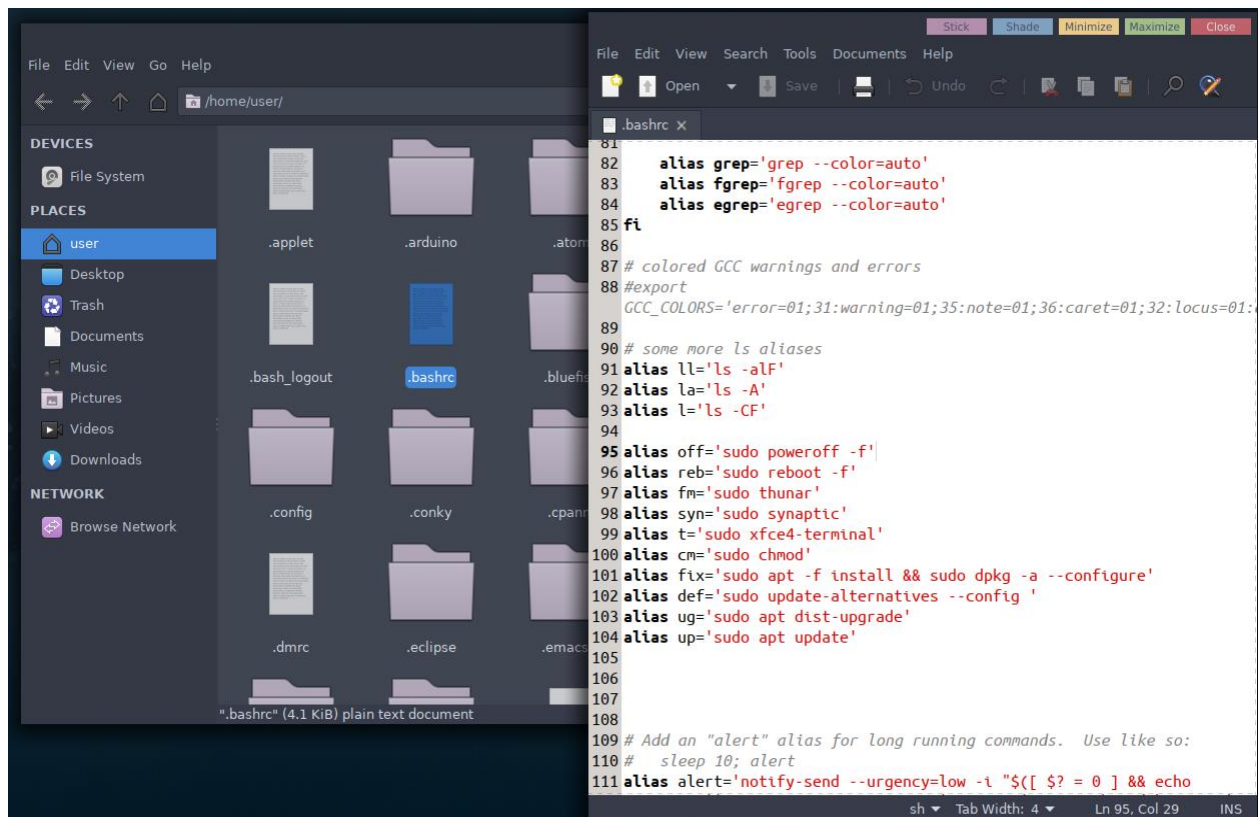 File Edit View Go Help
/home/user/
DEVICES
File System
PLACES
user
Desktop
Trash
Documents
Music
Pictures
Videos
Downloads
NETWORK
Browse Network
.applet .arduino .atom
.bash_logout .bashrc .bluefis
.config .conky .cpan
.dmrc .eclipse .emacs
".bashrc" (4.1 KiB) plain text document
Stick Shade Minimize Maximize Close
File Edit View Search Tools Documents Help
Open Save Undo
.bashrc
81
82 alias grep='grep --color=auto'
83 alias fgrep='fgrep --color=auto'
84 alias egrep='egrep --color=auto'
85 fi
86
87 # colored GCC warnings and errors
88 #export
GCC_COLORS='error=01;31:warning=01;35:note=01;36:caret=01;32:locus=01:
89
90 # some more ls aliases
91 alias ll='ls -alF'
92 alias la='ls -A'
93 alias l='ls -CF'
94
95 alias off='sudo poweroff -f'
96 alias reb='sudo reboot -f'
97 alias fm='sudo thunar'
98 alias syn='sudo synaptic'
99 alias t='sudo xfce4-terminal'
100 alias cm='sudo chmod'
101 alias fix='sudo apt -f install && sudo dpkg -a --configure'
102 alias def='sudo update-alternatives --config '
103 alias ug='sudo apt dist-upgrade'
104 alias up='sudo apt update'
105
106
107
108
109 # Add an "alert" alias for long running commands.  Use like so:
110 #   sleep 10; alert
111 alias alert='notify-send --urgency=low -i "$([ $? = 0 ] && echo
sh Tab Width: 4 Ln 95, Col 29 INS